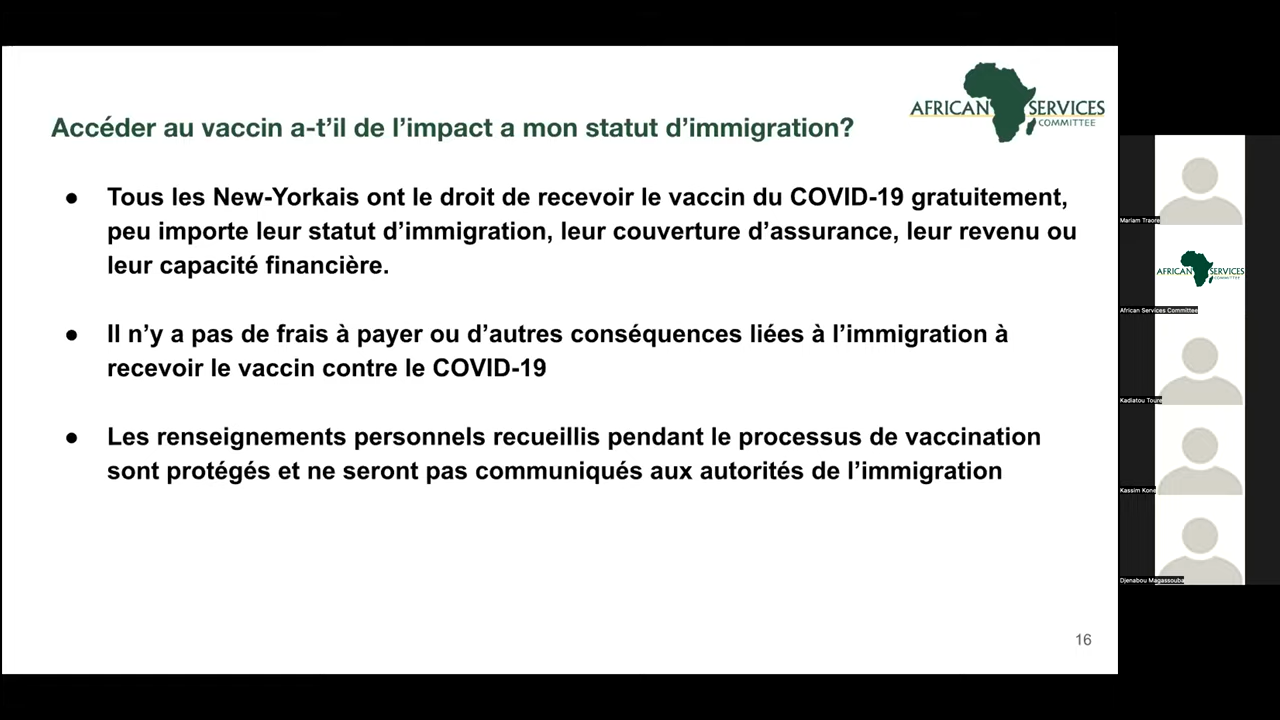 AFRICAN SERVICES
COMMITTEE
Accéder au vaccin a-t’il de l’impact a mon statut d’immigration?
● Tous les New-Yorkais ont le droit de recevoir le vaccin du COVID-19 gratuitement,
peu importe leur statut d’immigration, leur couverture d’assurance, leur revenu ou
leur capacité financière.
● Il n’y a pas de frais à payer ou d’autres conséquences liées à l’immigration à
recevoir le vaccin contre le COVID-19
● Les renseignements personnels recueillis pendant le processus de vaccination
sont protégés et ne seront pas communiqués aux autorités de l’immigration
16
Mariam Traore
AFRICAN SERVICES
COMMITTEE
African Services Committee
Kadiatou Toure
Kassim Kone
Djenabou Magassouba